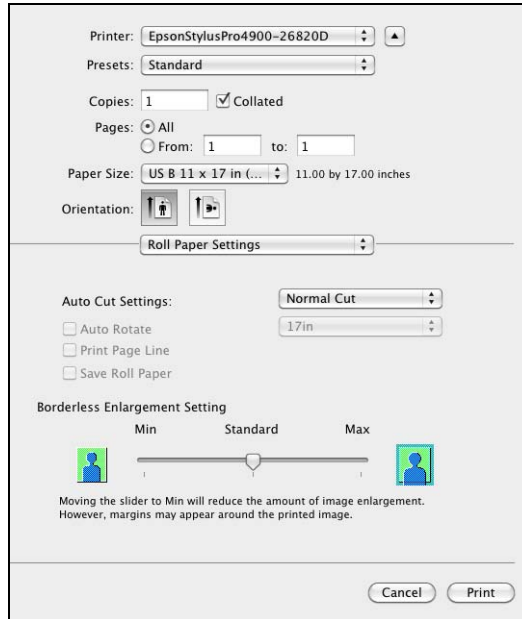 Printer: EpsonStylusPro4900-26820D
Presets: Standard
Copies: 1 Collated
Pages: All
From: 1 to: 1
Paper Size: US B 11 x 17 in (... 11.00 by 17.00 inches
Orientation:
Roll Paper Settings
Auto Cut Settings: Normal Cut
Auto Rotate 17in
Print Page Line
Save Roll Paper
Borderless Enlargement Setting
Min Standard Max
Moving the slider to Min will reduce the amount of image enlargement.
However, margins may appear around the printed image.
Cancel Print